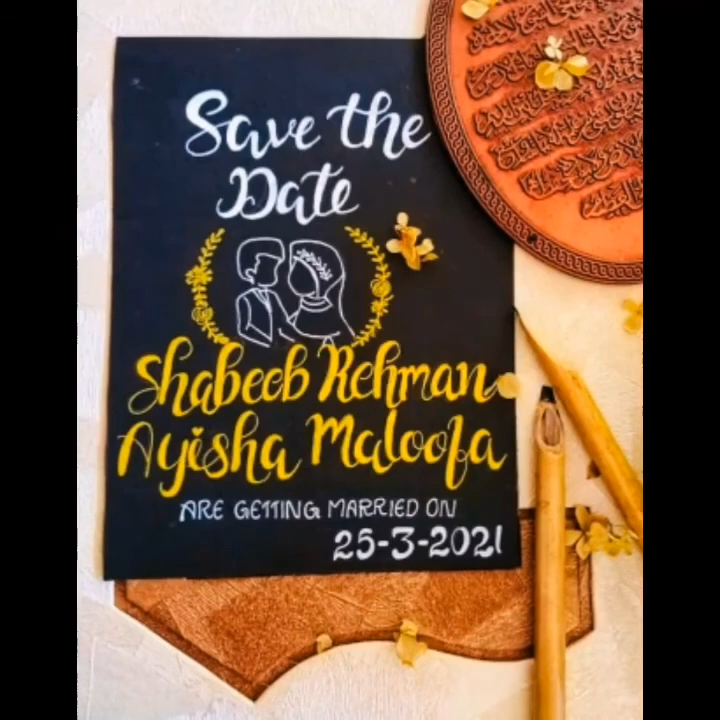 Save the
Date
Shabeeb Rehman
Ayisha Maloofa
ARE GETTING MARRIED ON
25-3-2021